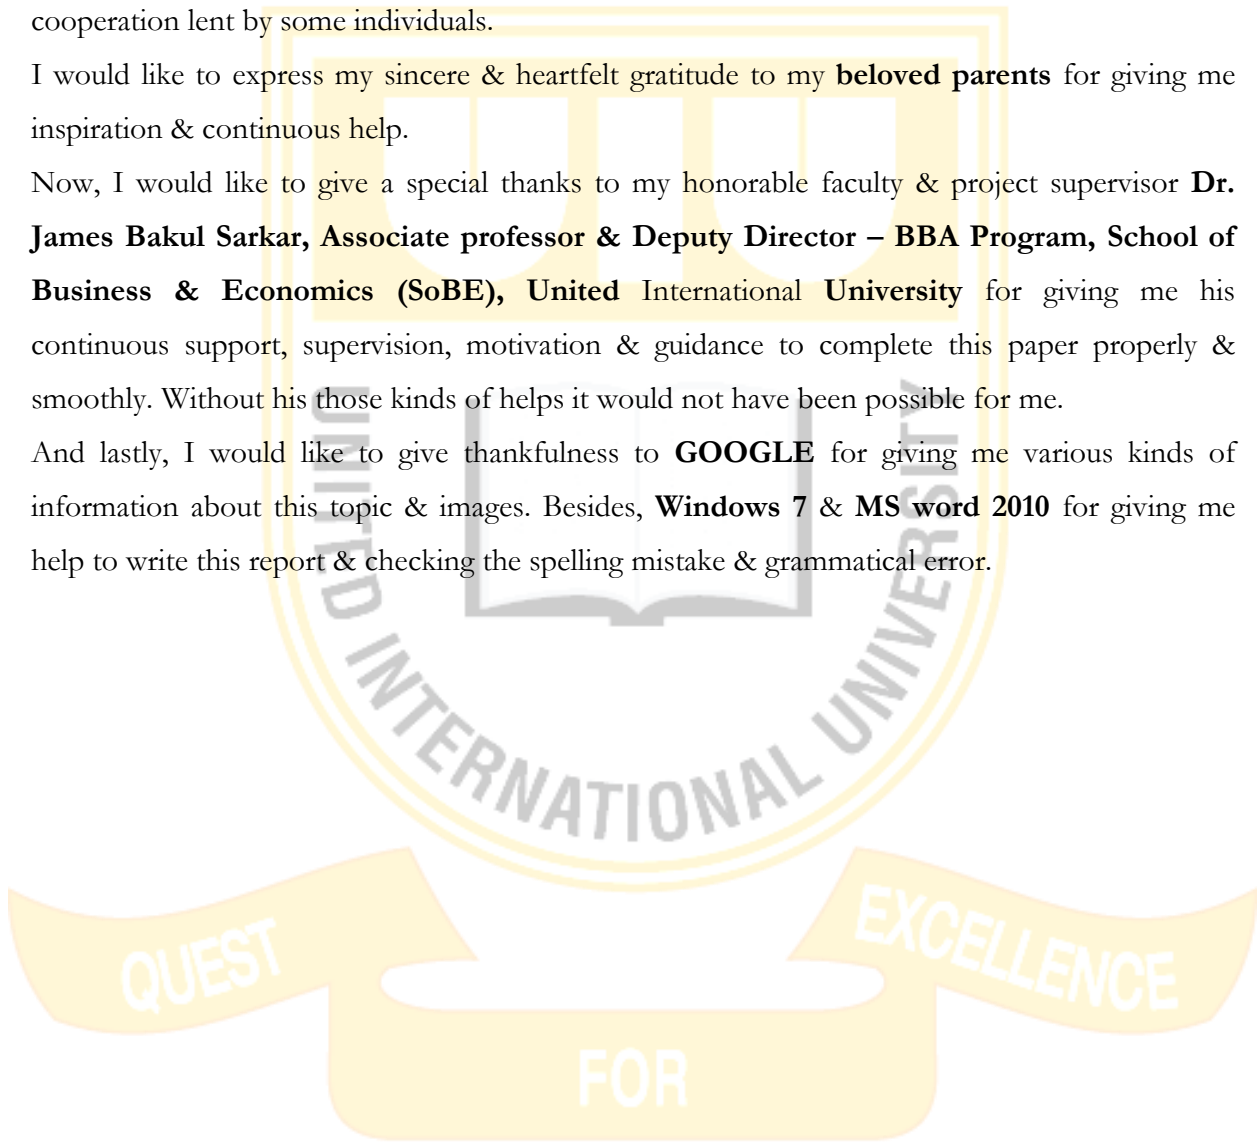 cooperation lent by some individuals.
I would like to express my sincere & heartfelt gratitude to my beloved parents for giving me
inspiration & continuous help.
Now, I would like to give a special thanks to my honorable faculty & project supervisor Dr.
James Bakul Sarkar, Associate professor & Deputy Director – BBA Program, School of
Business & Economics (SoBE), United International University for giving me his
continuous support, supervision, motivation & guidance to complete this paper properly &
smoothly. Without his those kinds of helps it would not have been possible for me.
And lastly, I would like to give thankfulness to GOOGLE for giving me various kinds of
information about this topic & images. Besides, Windows 7 & MS word 2010 for giving me
help to write this report & checking the spelling mistake & grammatical error.
UIU
UNITED INTERNATIONAL UNIVERSITY
QUEST
FOR
EXCELLENCE